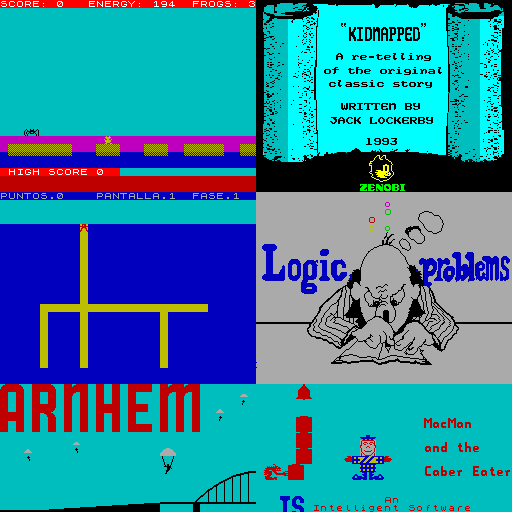 SCORE: 0 ENERGY: 194 FROGS: 3
HIGH SCORE 0
"KIDNAPPED"
A re-telling
of the original
classic story
WRITTEN BY
JACK LOCKERBY
1993
ZENOBI
PUNTOS.0 PANTALLA.1 FASE.1
Logic problems
ARNHEM
MacMan
and the
Caber Eater
An
IS Intelligent Software